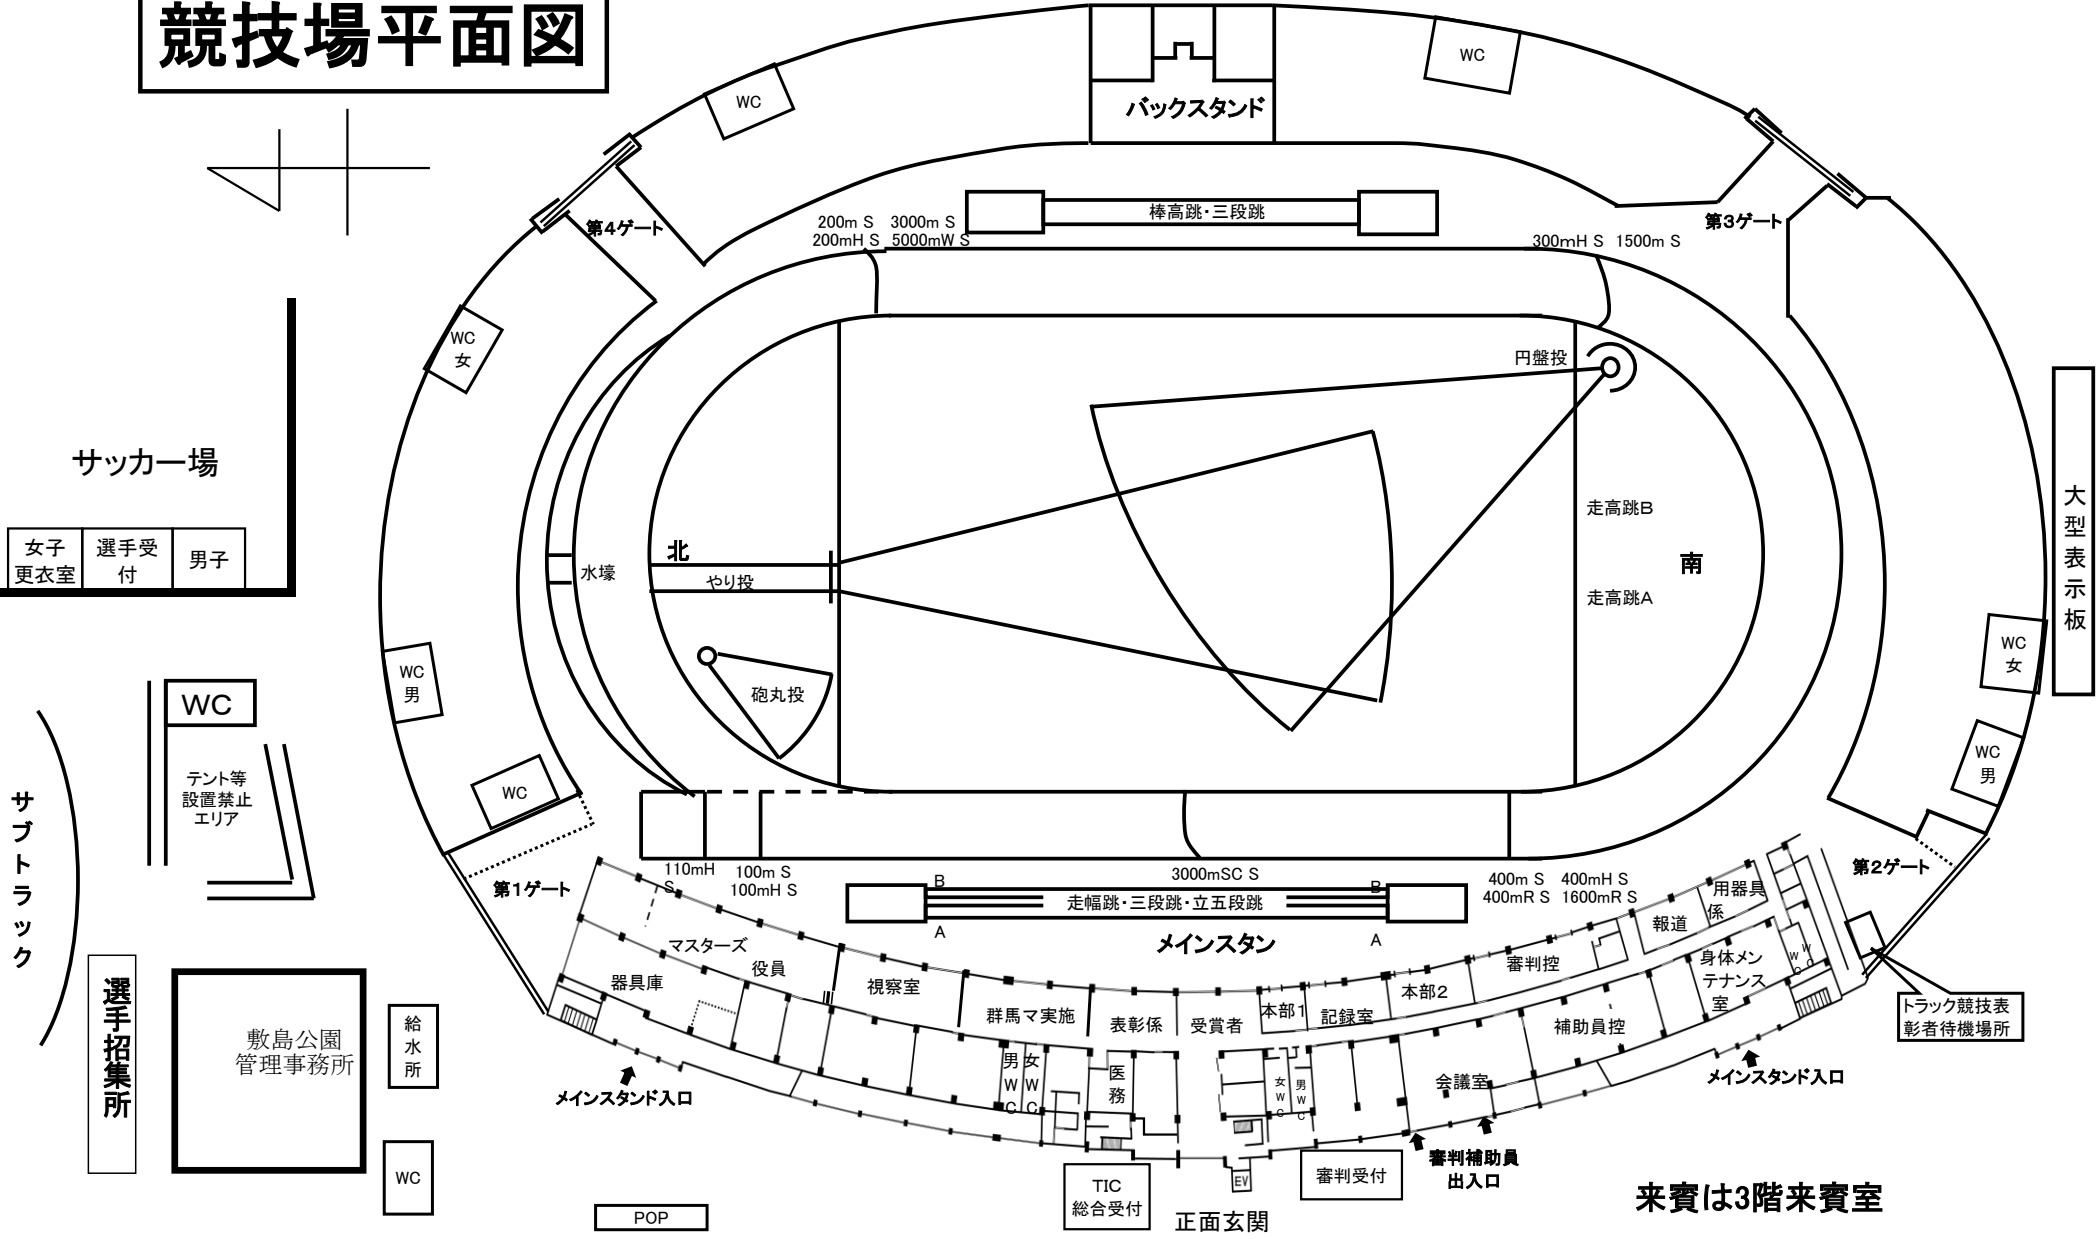 競技場平面図
WC
WC
バックスタンド
第4ゲート
200m S 3000m S
200mH S 5000mW S
棒高跳・三段跳
第3ゲート
300mH S 1500m S
WC
女
円盤投
サッカー場
大型表示板
走高跳B
女子
更衣室
選手受
付
男子
北
南
水壕
やり投
走高跳A
WC
男
WC
女
砲丸投
WC
WC
男
テント等
設置禁止
エリア
WC
サブトラック
第1ゲート
110mH
S
100m S
100mH S
3000mSC S
400m S 400mH S
400mR S 1600mR S
第2ゲート
B
B
走幅跳・三段跳・立五段跳
A
A
メインスタン
用器具
係
報道
マスターズ
役員
器具庫
視察室
審判控
身体メン
テナンス
室
WC
WC
本部2
本部1
記録室
群馬マ実施
表彰係
受賞者
補助員控
トラック競技表
彰者待機場所
選手招集所
敷島公園
管理事務所
給水所
男WC
女WC
医務
女WC
男WC
会議室
メインスタンド入口
メインスタンド入口
審判補助員
出入口
WC
TIC
総合受付
EV
審判受付
POP
正面玄関
来賓は3階来賓室